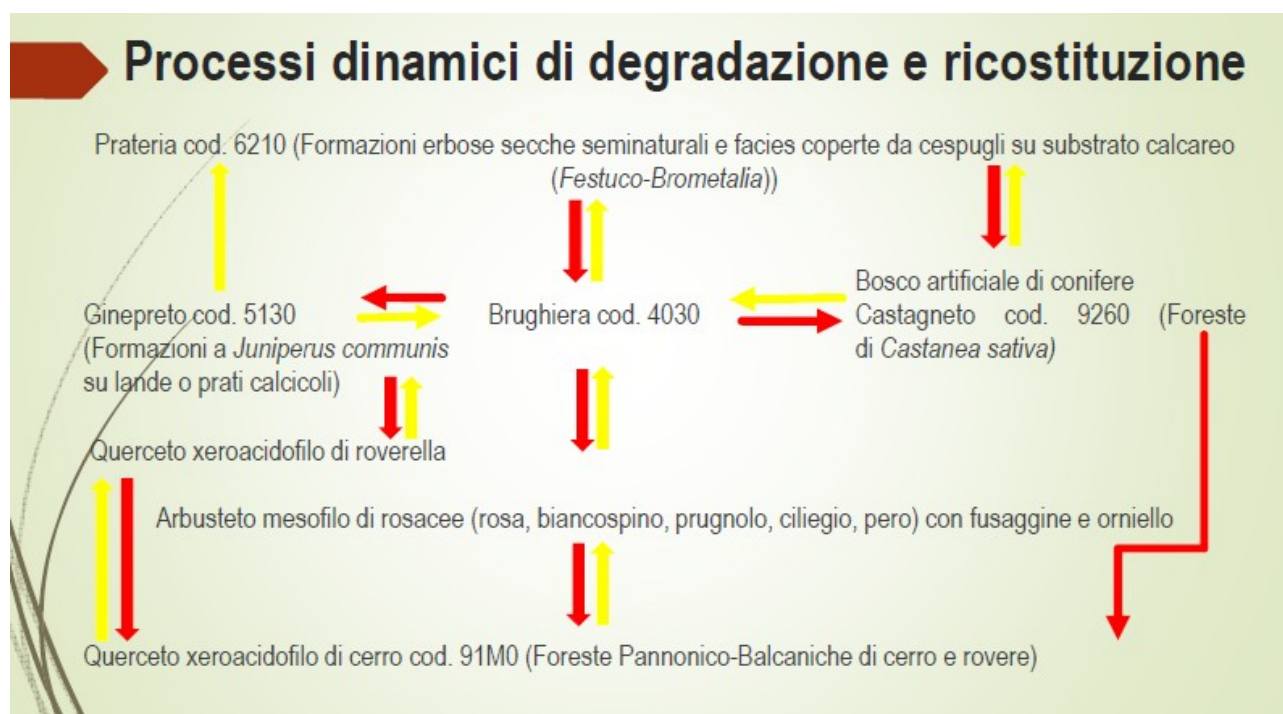 Processi dinamici di degradazione e ricostituzione
Prateria cod. 6210 (Formazioni erbose secche seminaturali e facies coperte da cespugli su substrato calcareo
(Festuco-Brometalia))
Ginepreto cod. 5130
(Formazioni a Juniperus communis
su lande o prati calcicoli)
Brughiera cod. 4030
Bosco artificiale di conifere
Castagneto cod. 9260 (Foreste
di Castanea sativa)
Querceto xeroacidofilo di roverella
Arbusteto mesofilo di rosacee (rosa, biancospino, prugnolo, ciliegio, pero) con fusaggine e orniello
Querceto xeroacidofilo di cerro cod. 91M0 (Foreste Pannonico-Balcaniche di cerro e rovere)